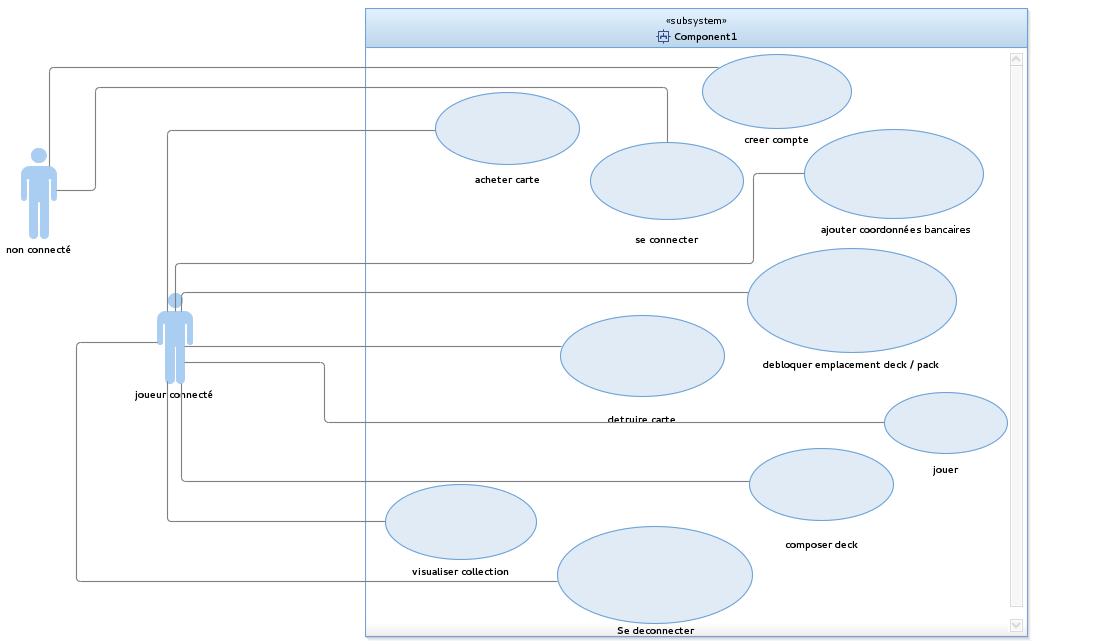 «subsystem»
Component1
creer compte
acheter carte
ajouter coordonnées bancaires
se connecter
non connecté
debloquer emplacement deck / pack
joueur connecté
detruire carte
jouer
composer deck
visualiser collection
Se deconnecter